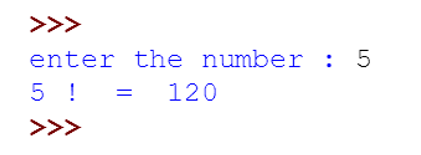 >>>
enter the number : 5
5 ! = 120
>>>